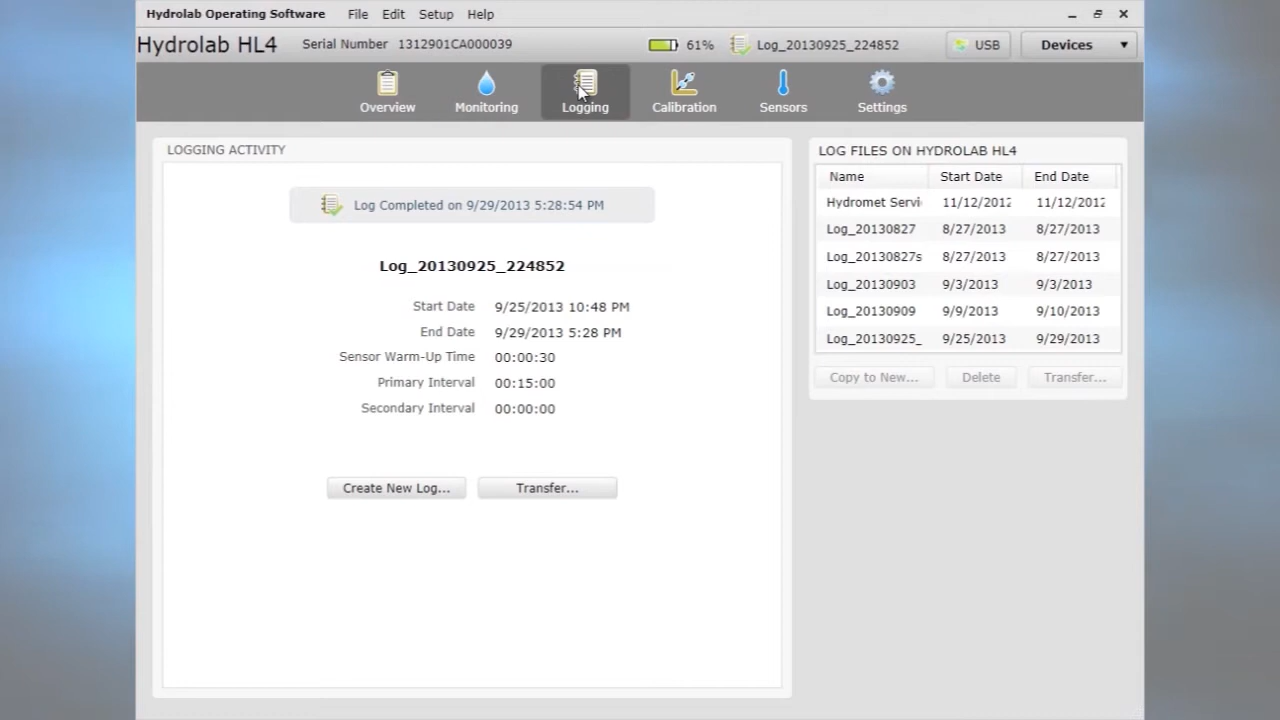 Hydrolab Operating Software File Edit Setup Help
Hydrolab HL4 Serial Number 1312901CA000039 61% Log_20130925_224852 USB Devices
Overview Monitoring Logging Calibration Sensors Settings
LOGGING ACTIVITY
Log Completed on 9/29/2013 5:28:54 PM
Log_20130925_224852
Start Date 9/25/2013 10:48 PM
End Date 9/29/2013 5:28 PM
Sensor Warm-Up Time 00:00:30
Primary Interval 00:15:00
Secondary Interval 00:00:00
Create New Log... Transfer...
LOG FILES ON HYDROLAB HL4
Name Start Date End Date
Hydromet Servi 11/12/2012 11/12/2012
Log_20130827 8/27/2013 8/27/2013
Log_20130827s 8/27/2013 8/27/2013
Log_20130903 9/3/2013 9/3/2013
Log_20130909 9/9/2013 9/10/2013
Log_20130925_ 9/25/2013 9/29/2013
Copy to New... Delete Transfer...